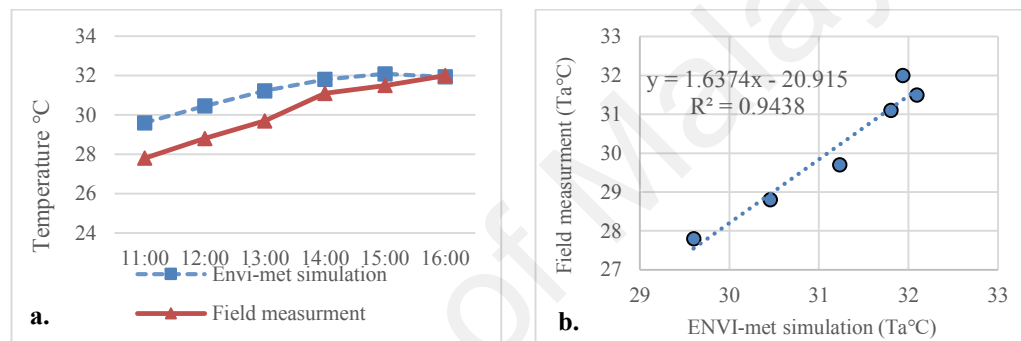 34
32
30
28
26
24
Temperature °C
11:00 12:00 13:00 14:00 15:00 16:00
Envi-met simulation
Field measurment
a.
33
32
31
30
29
28
27
Field measurment (Ta°C)
y = 1.6374x - 20.915
R² = 0.9438
29 30 31 32 33
ENVI-met simulation (Ta°C)
b.
of Malay